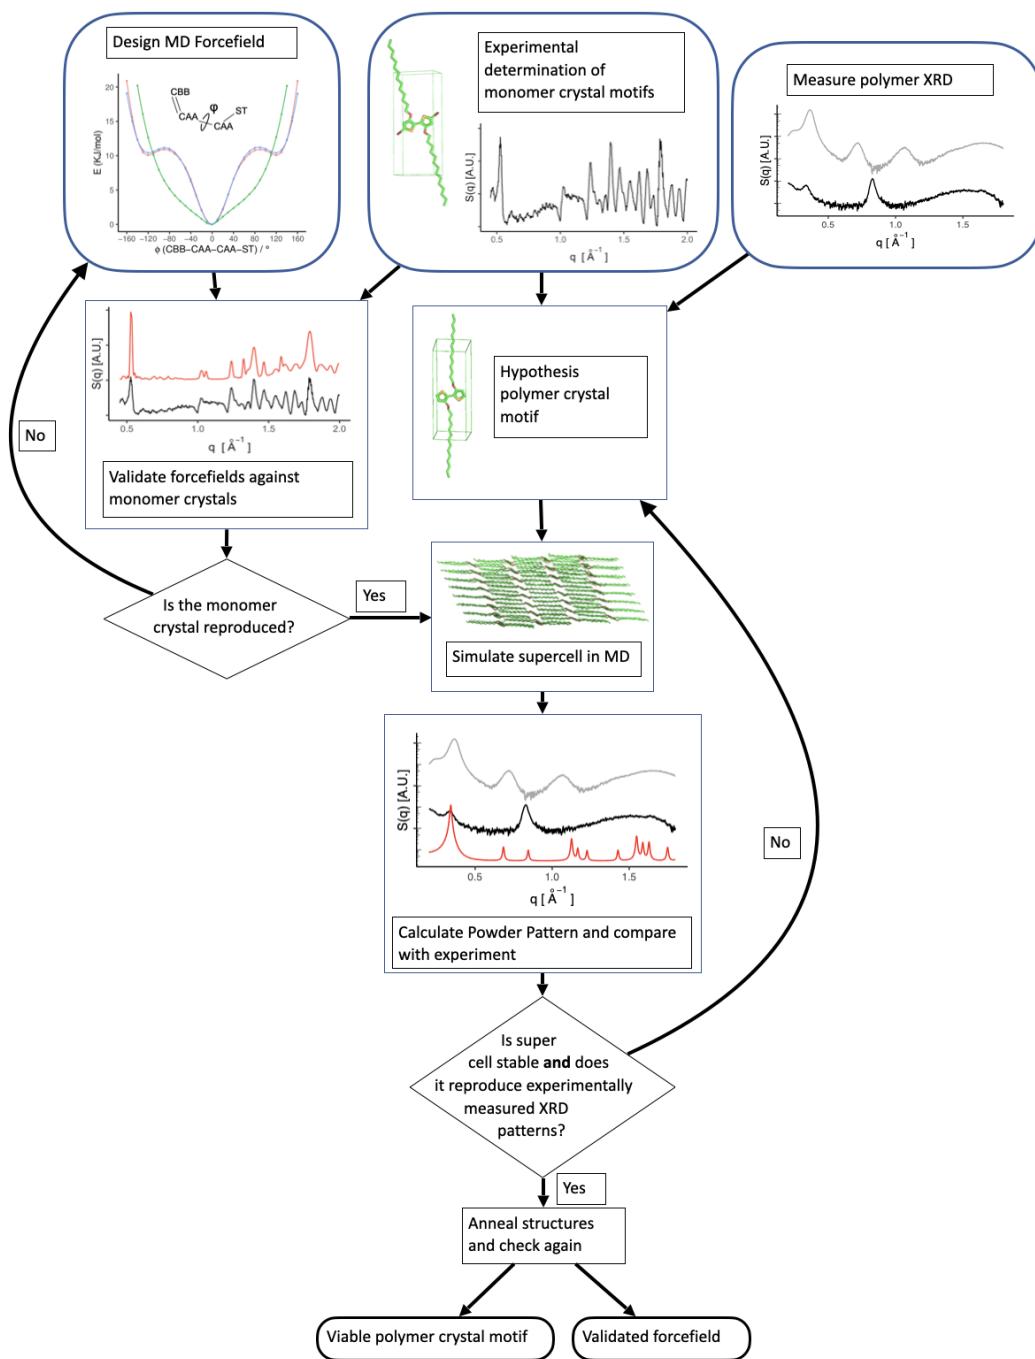 Design MD Forcefield
20
15
10
5
0
E (KJ/mol)
CBB
CAA
φ
ST
CAA
−160 −120 −80 −40 0 40 80 120 160
ϕ (CBB−CAA−CAA−ST) / °
Experimental
determination of
monomer crystal motifs
S(q) [A.U.]
0.5 1.0 1.5 2.0
q [Å⁻¹]
Measure polymer XRD
S(q) [A.U.]
0.5 1.0 1.5
q [Å⁻¹]
S(q) [A.U.]
0.5 1.0 1.5 2.0
q [Å⁻¹]
Validate forcefields against
monomer crystals
Hypothesis
polymer crystal
motif
No
Is the monomer
crystal reproduced?
Yes
Simulate supercell in MD
S(q) [A.U.]
0.5 1.0 1.5
q [Å⁻¹]
Calculate Powder Pattern and compare
with experiment
No
Is super
cell stable and does
it reproduce experimentally
measured XRD
patterns?
Yes
Anneal structures
and check again
Viable polymer crystal motif
Validated forcefield